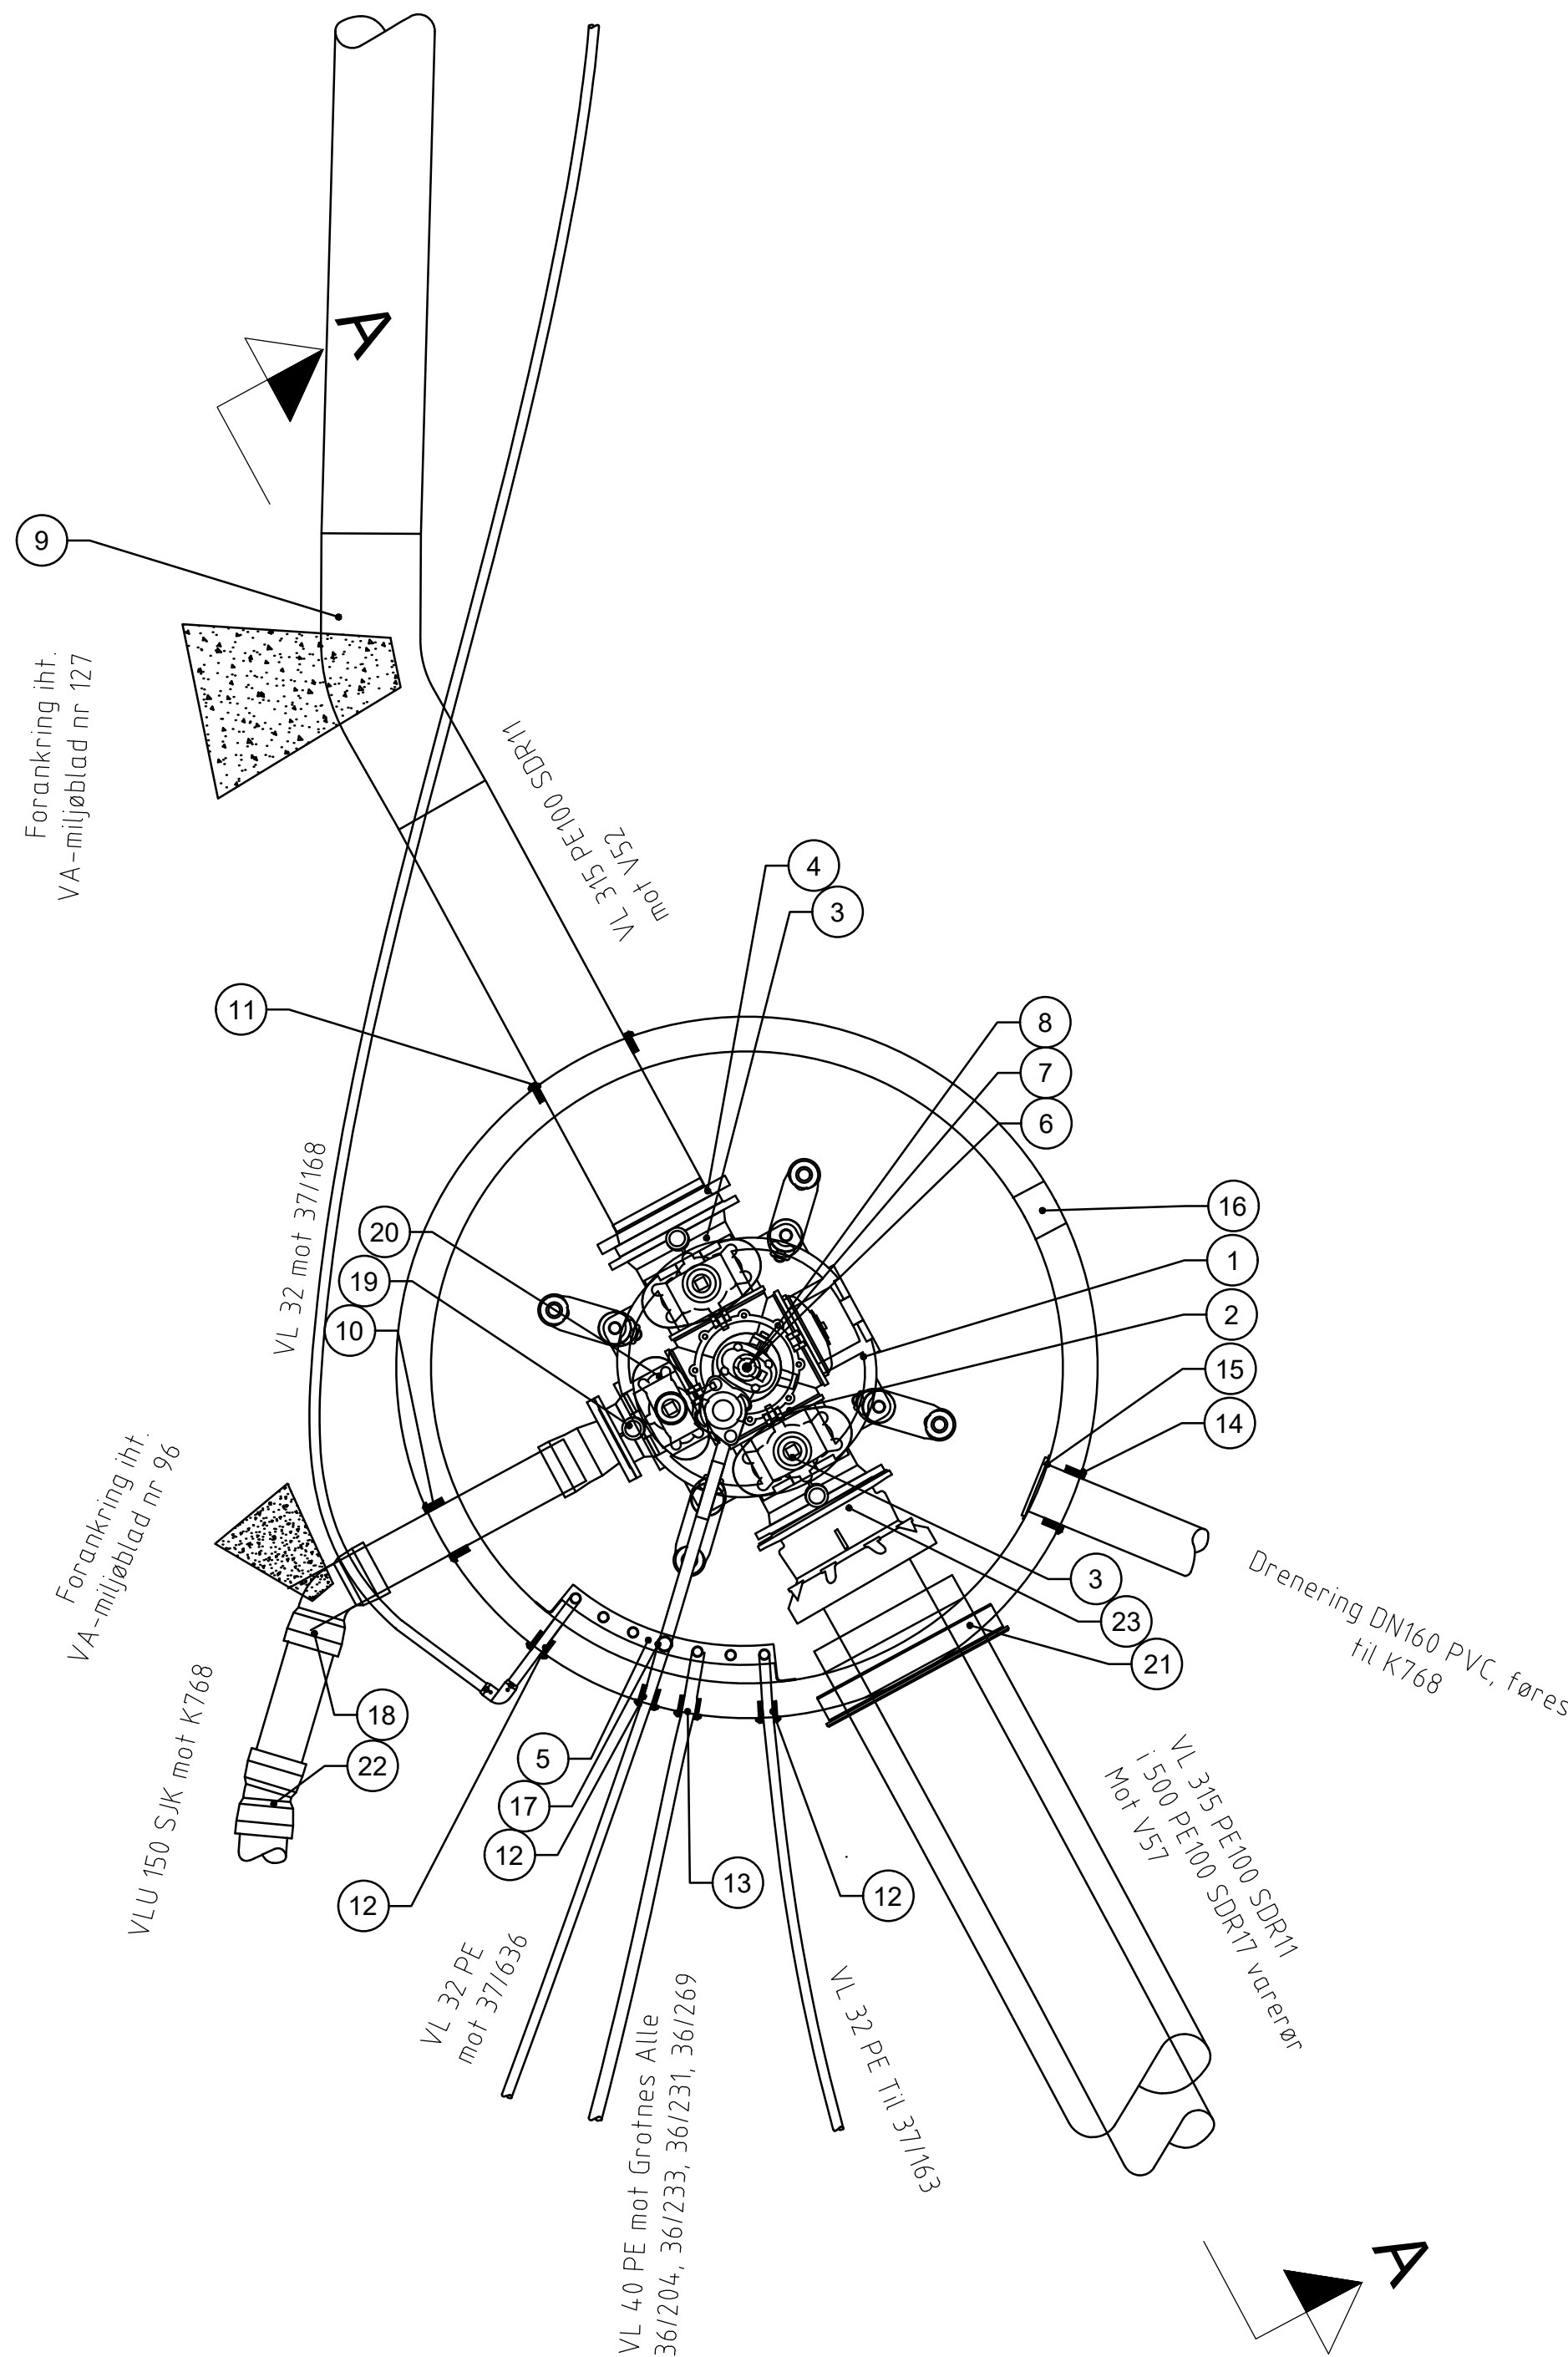 A
9
Forankring iht.
VA-miljøblad nr 127
VL 315 PE100 SDR11
mot V52
4
3
11
8
7
6
VL 32 mot 37/168
20
19
10
16
1
2
15
14
Forankring iht.
VA-miljøblad nr 96
Drenering DN160 PVC, føres
til K768
3
23
21
18
22
VLU 150 SJK mot K768
5
17
12
12
13
12
VL 315 PE100 SDR11
i 500 PE100 SDR17 varerør
Mot V57
VL 32 PE
mot 37/636
VL 40 PE mot Grotnes Alle
36/204, 36/233, 36/231, 36/269
VL 32 PE Til 37/163
A